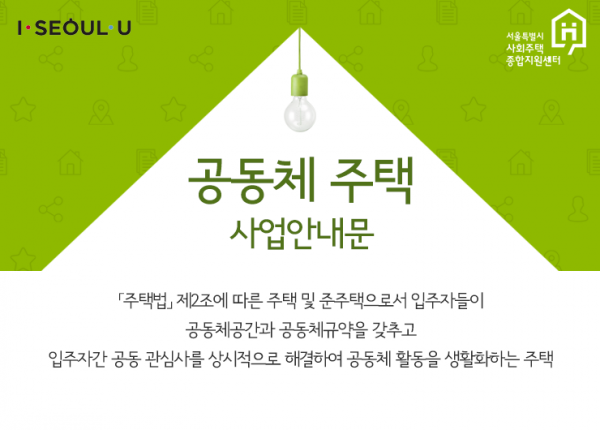 I·SEOUL·U
서울특별시
사회주택
종합지원센터
공동체 주택
사업안내문
「주택법」 제2조에 따른 주택 및 준주택으로서 입주자들이
공동체공간과 공동체규약을 갖추고
입주자간 공동 관심사를 상시적으로 해결하여 공동체 활동을 생활화하는 주택